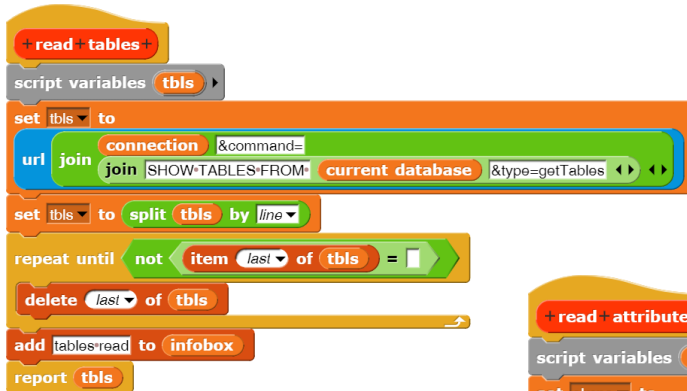 +read+tables+
script variables tbls
set tbls to
connection &command=
url join
join SHOW TABLES FROM current database &type=getTables
set tbls to split tbls by line
repeat until not item last of tbls =
delete last of tbls
+read+attribute
add tables read to infobox
script variables
report tbls